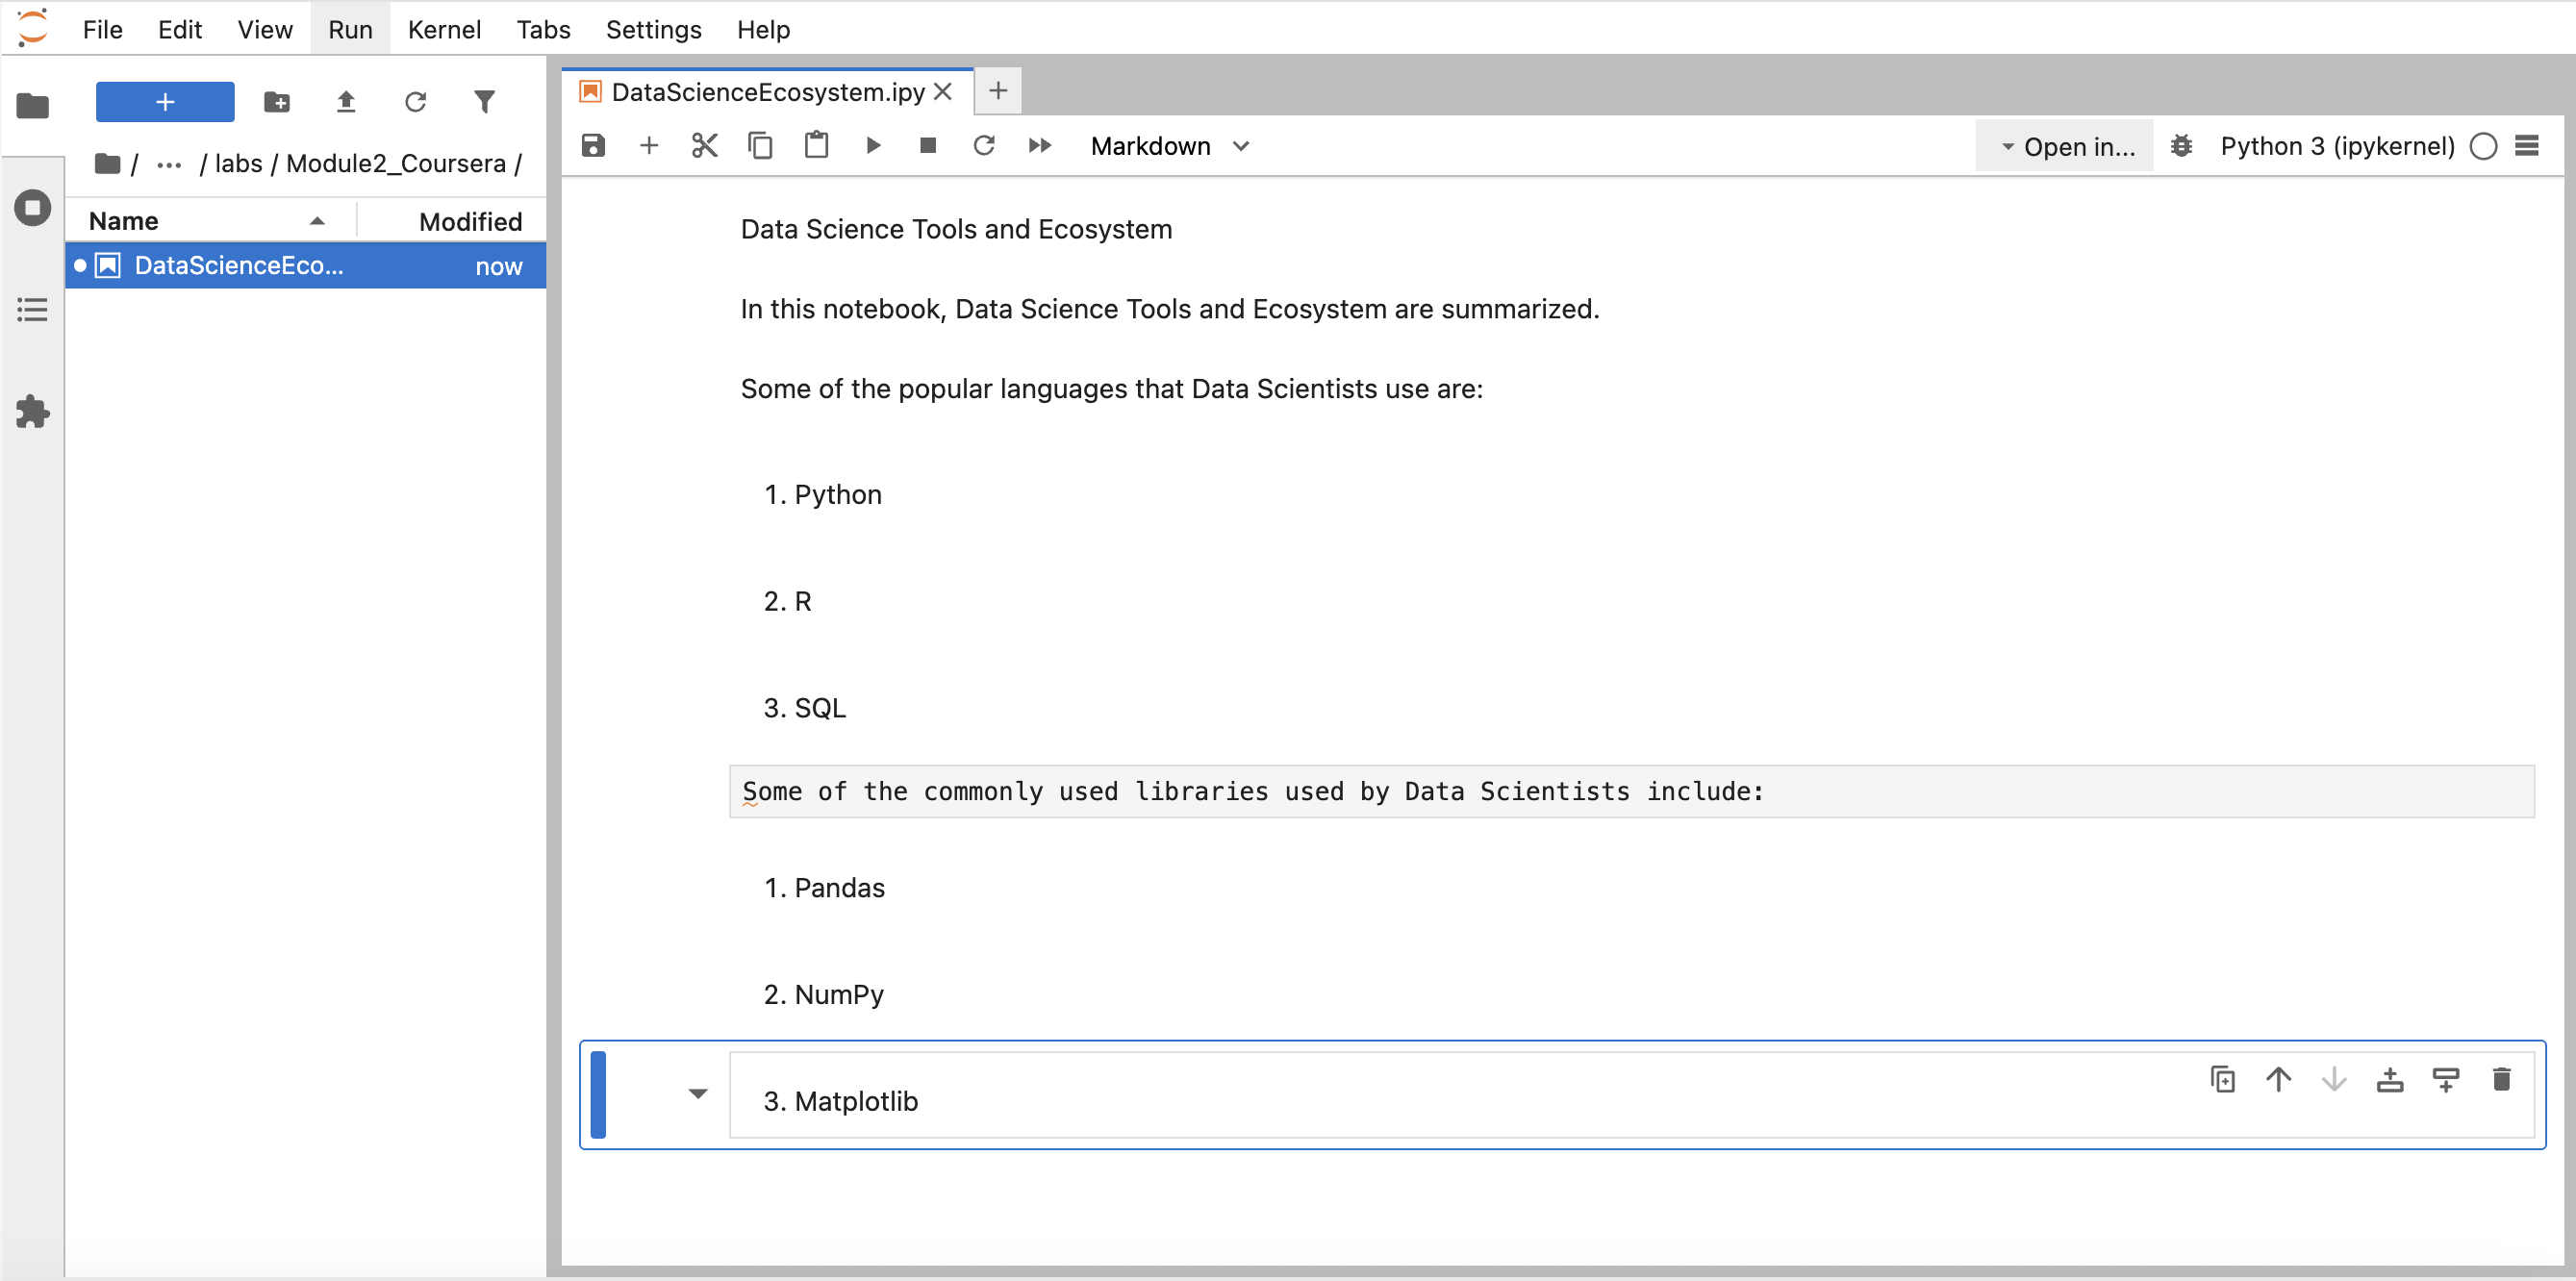 File Edit View Run Kernel Tabs Settings Help
DataScienceEcosystem.ipy
Markdown
Open in...
Python 3 (ipykernel)
/ ... / labs / Module2_Coursera /
Name Modified
DataScienceEco... now
Data Science Tools and Ecosystem
In this notebook, Data Science Tools and Ecosystem are summarized.
Some of the popular languages that Data Scientists use are:
1. Python
2. R
3. SQL
Some of the commonly used libraries used by Data Scientists include:
1. Pandas
2. NumPy
3. Matplotlib